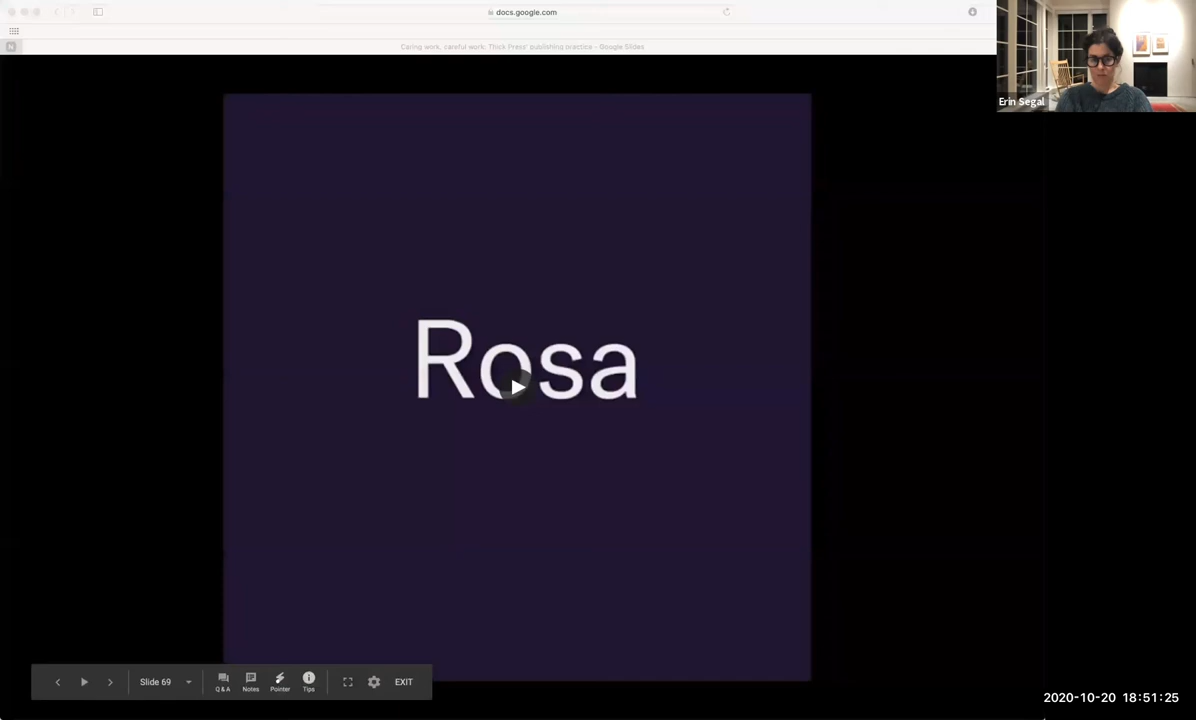 docs.google.com
N
Caring work, careful work: Thick Press' publishing practice - Google Slides
Erin Segal
Rosa
Slide 69
Q & A
Notes
Pointer
Tips
EXIT
2020-10-20 18:51:25